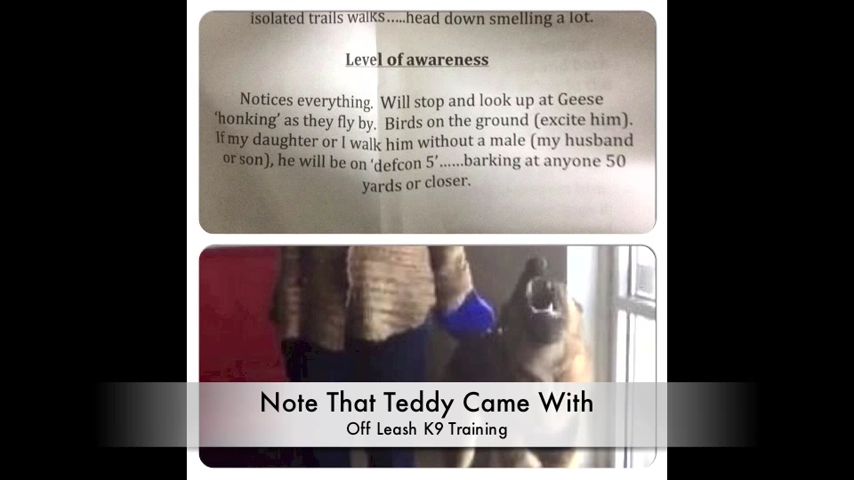 isolated trails walks.....head down smelling a lot.
Level of awareness
Notices everything. Will stop and look up at Geese
'honking' as they fly by. Birds on the ground (excite him).
If my daughter or I walk him without a male (my husband
or son), he will be on 'defcon 5'......barking at anyone 50
yards or closer.
Note That Teddy Came With
Off Leash K9 Training